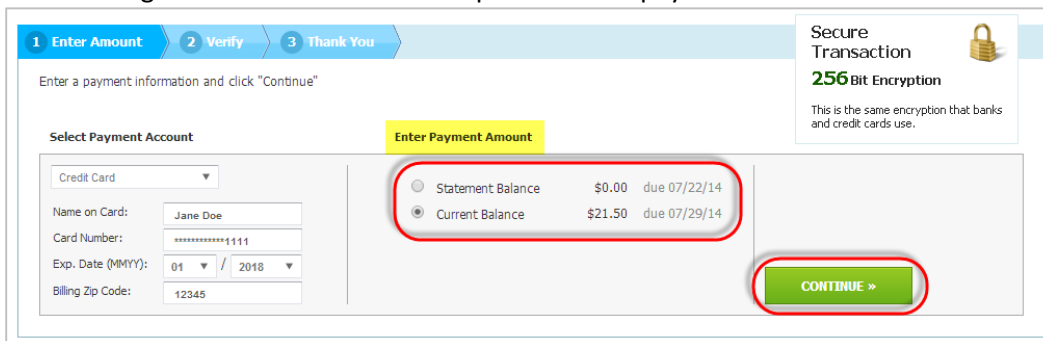 1 Enter Amount 2 Verify 3 Thank You
Secure
Transaction
256 Bit Encryption
This is the same encryption that banks
and credit cards use.
Enter a payment information and click "Continue"
Select Payment Account
Enter Payment Amount
Credit Card
Name on Card: Jane Doe
Card Number: ************1111
Exp. Date (MMYY): 01 / 2018
Billing Zip Code: 12345
Statement Balance $0.00 due 07/22/14
Current Balance $21.50 due 07/29/14
CONTINUE »